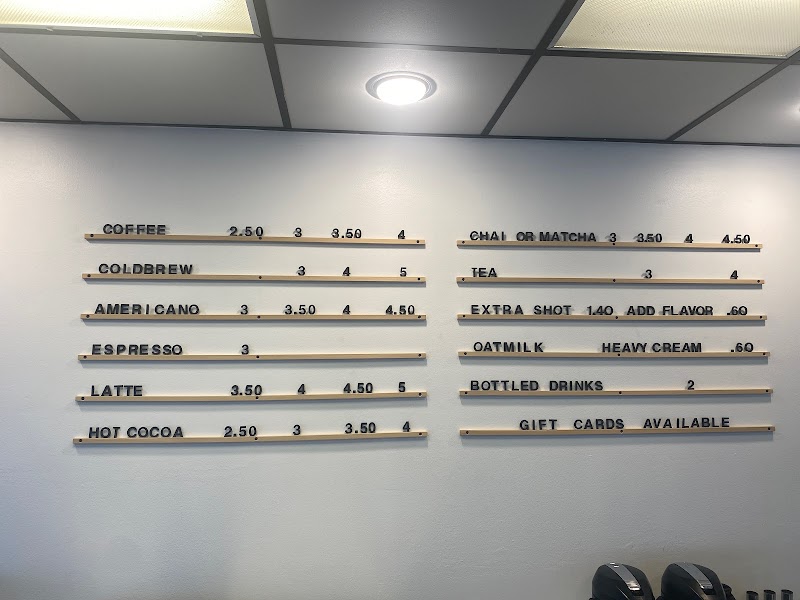 COFFEE 2.50 3 3.50 4
COLDBREW 3 4 5
AMERICANO 3 3.50 4 4.50
ESPRESSO 3
LATTE 3.50 4 4.50 5
HOT COCOA 2.50 3 3.50 4
CHAI OR MATCHA 3 3.50 4 4.50
TEA 3 4
EXTRA SHOT 1.40 ADD FLAVOR .60
OATMILK HEAVY CREAM .60
BOTTLED DRINKS 2
GIFT CARDS AVAILABLE